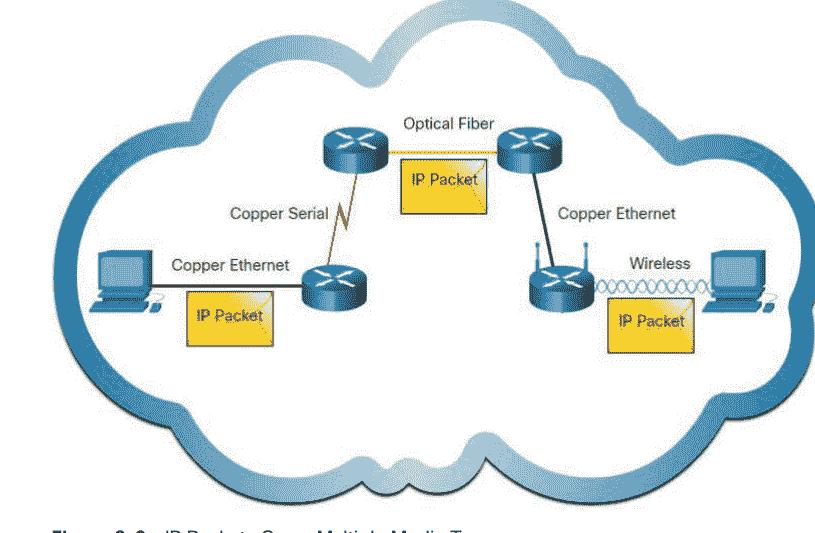 Optical Fiber
IP Packet
Copper Serial
Copper Ethernet
Copper Ethernet
Wireless
IP Packet
IP Packet